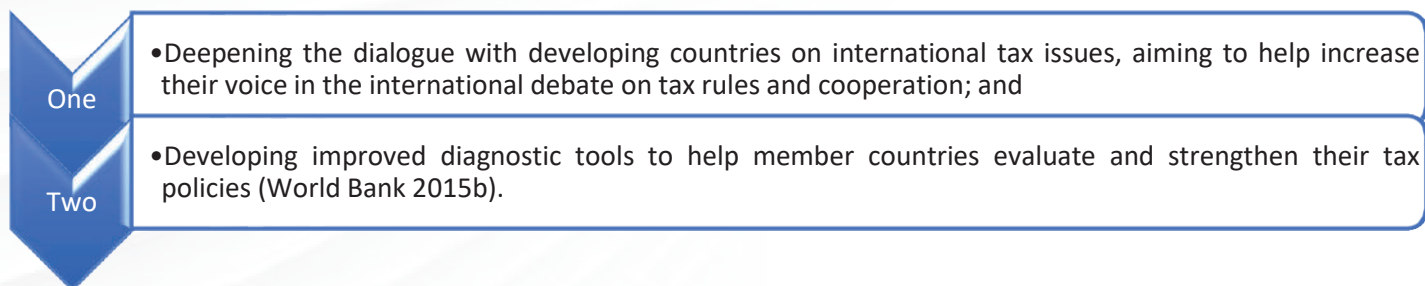 One
•Deepening the dialogue with developing countries on international tax issues, aiming to help increase
their voice in the international debate on tax rules and cooperation; and
Two
•Developing improved diagnostic tools to help member countries evaluate and strengthen their tax
policies (World Bank 2015b).